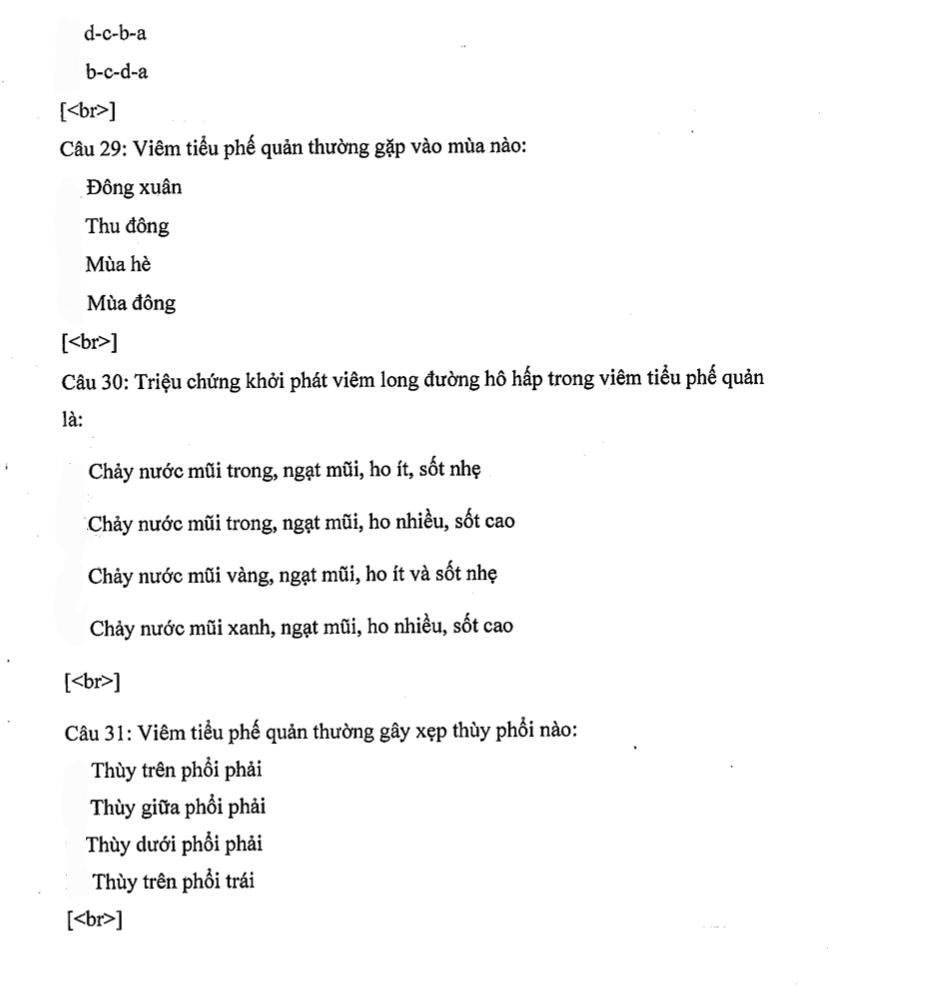 d-c-b-a
b-c-d-a
[<br>]
Câu 29: Viêm tiểu phế quản thường gặp vào mùa nào:
Đông xuân
Thu đông
Mùa hè
Mùa đông
[<br>]
Câu 30: Triệu chứng khởi phát viêm long đường hô hấp trong viêm tiểu phế quản
là:
Chảy nước mũi trong, ngạt mũi, ho ít, sốt nhẹ
Chảy nước mũi trong, ngạt mũi, ho nhiều, sốt cao
Chảy nước mũi vàng, ngạt mũi, ho ít và sốt nhẹ
Chảy nước mũi xanh, ngạt mũi, ho nhiều, sốt cao
[<br>]
Câu 31: Viêm tiểu phế quản thường gây xẹp thùy phổi nào:
Thùy trên phổi phải
Thùy giữa phổi phải
Thùy dưới phổi phải
Thùy trên phổi trái
[<br>]